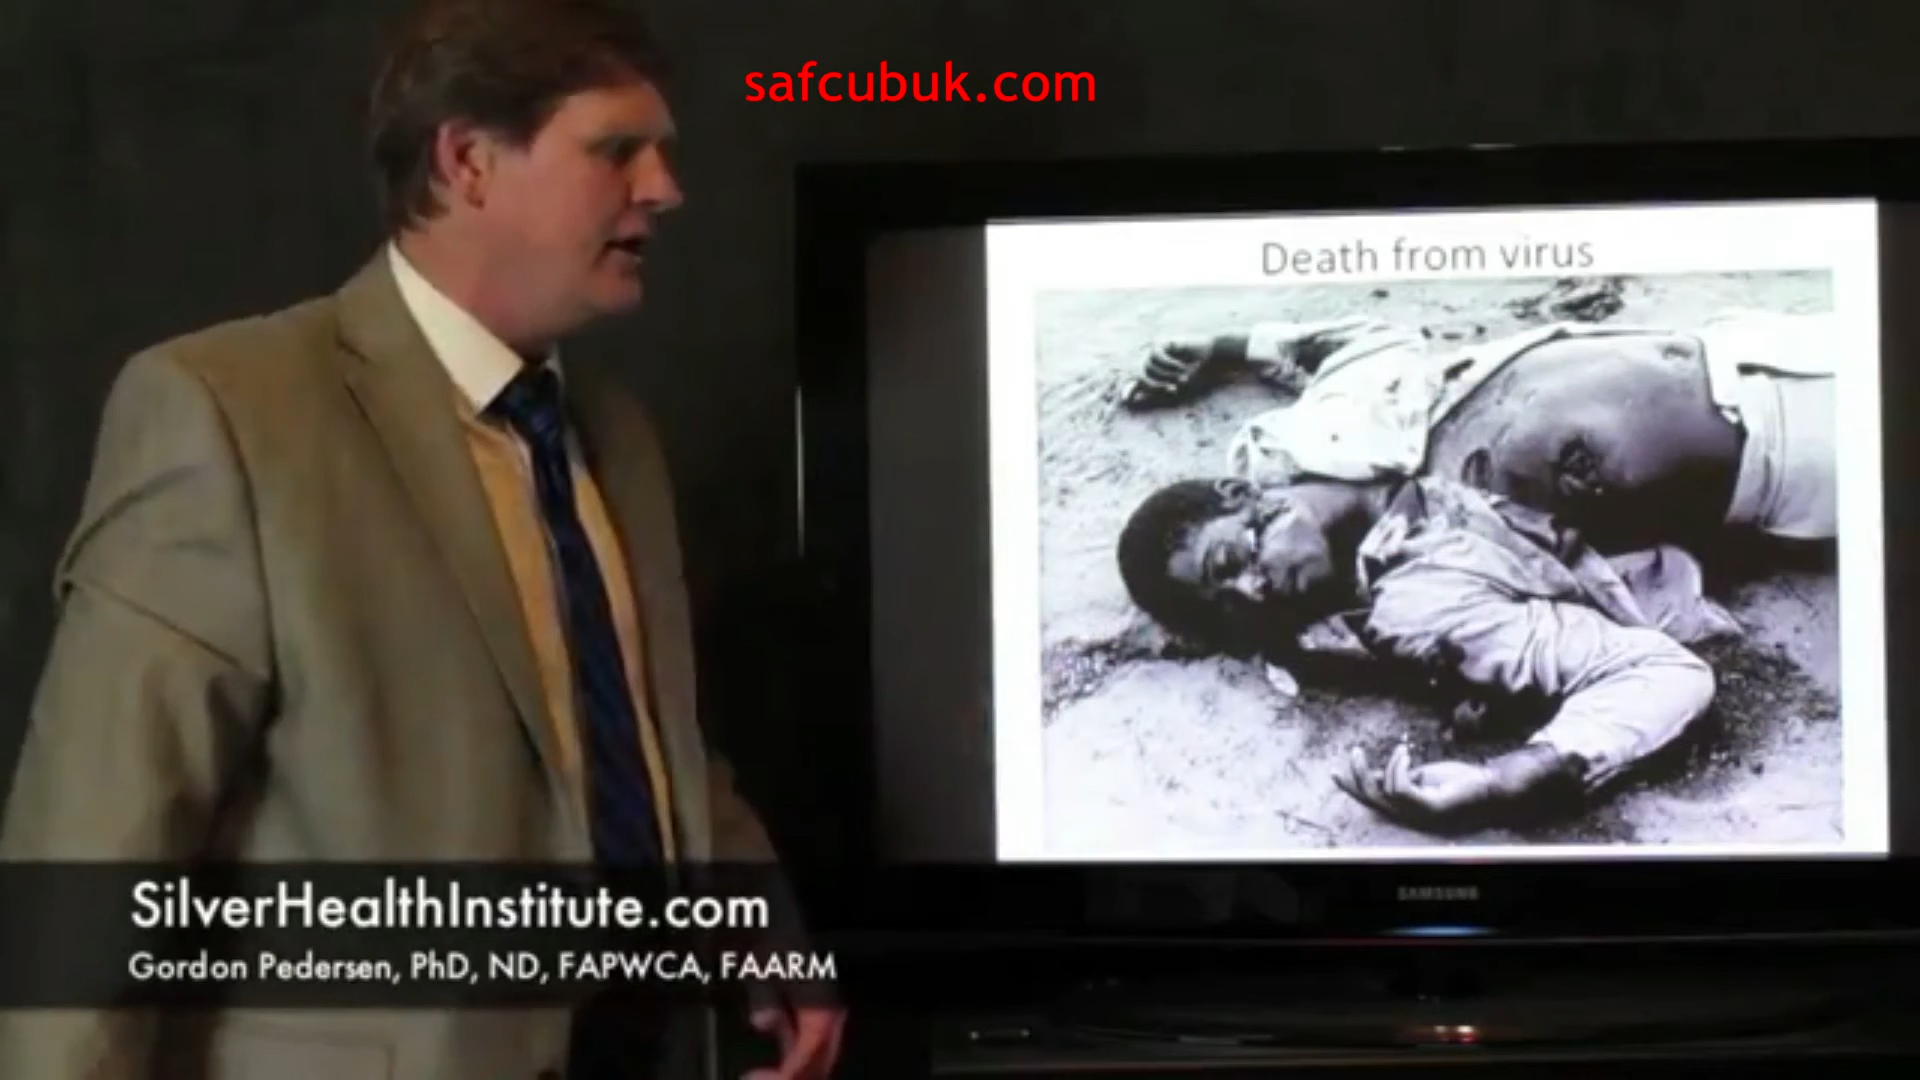 safcubuk.com
Death from virus
SAMSUNG
SilverHealthInstitute.com
Gordon Pedersen, PhD, ND, FAPWCA, FAARM